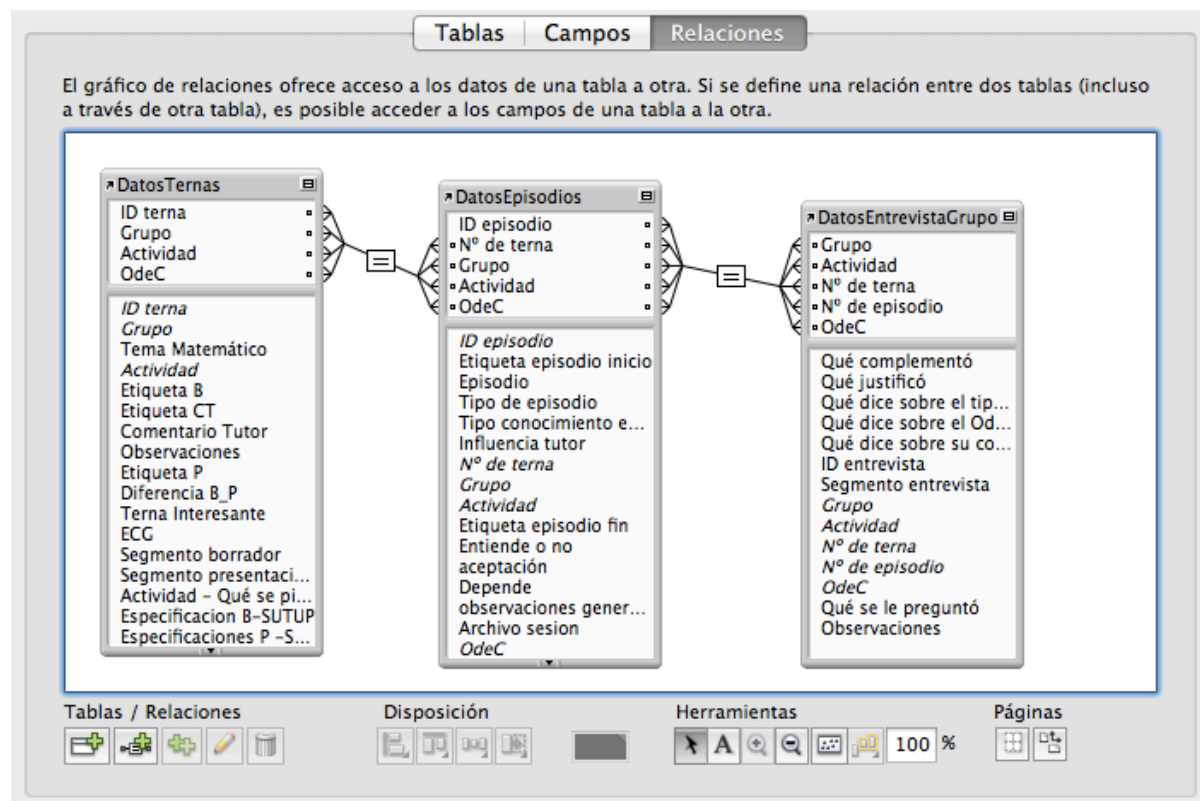 Tablas Campos Relaciones
El gráfico de relaciones ofrece acceso a los datos de una tabla a otra. Si se define una relación entre dos tablas (incluso
a través de otra tabla), es posible acceder a los campos de una tabla a la otra.
DatosTernas
ID terna
Grupo
Actividad
OdeC
ID terna
Grupo
Tema Matemático
Actividad
Etiqueta B
Etiqueta CT
Comentario Tutor
Observaciones
Etiqueta P
Diferencia B_P
Terna Interesante
ECG
Segmento borrador
Segmento presentaci...
Actividad – Qué se pi...
Especificacion B-SUTUP
Especificaciones P -S...
DatosEpisodios
ID episodio
Nº de terna
Grupo
Actividad
OdeC
ID episodio
Etiqueta episodio inicio
Episodio
Tipo de episodio
Tipo conocimiento e...
Influencia tutor
Nº de terna
Grupo
Actividad
Etiqueta episodio fin
Entiende o no
aceptación
Depende
observaciones gener...
Archivo sesion
OdeC
DatosEntrevistaGrupo
Grupo
Actividad
Nº de terna
Nº de episodio
OdeC
Qué complementó
Qué justificó
Qué dice sobre el tip...
Qué dice sobre el Od...
Qué dice sobre su co...
ID entrevista
Segmento entrevista
Grupo
Actividad
Nº de terna
Nº de episodio
OdeC
Qué se le preguntó
Observaciones
Tablas / Relaciones
Disposición
Herramientas
A
100 %
Páginas